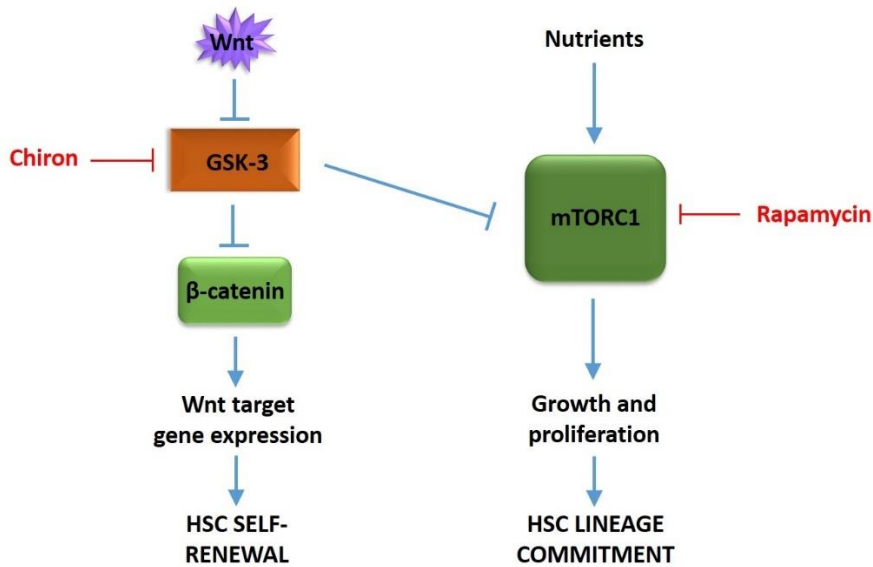 Wnt
Nutrients
Chiron
GSK-3
mTORC1
Rapamycin
β-catenin
Wnt target
gene expression
Growth and
proliferation
HSC SELF-
RENEWAL
HSC LINEAGE
COMMITMENT